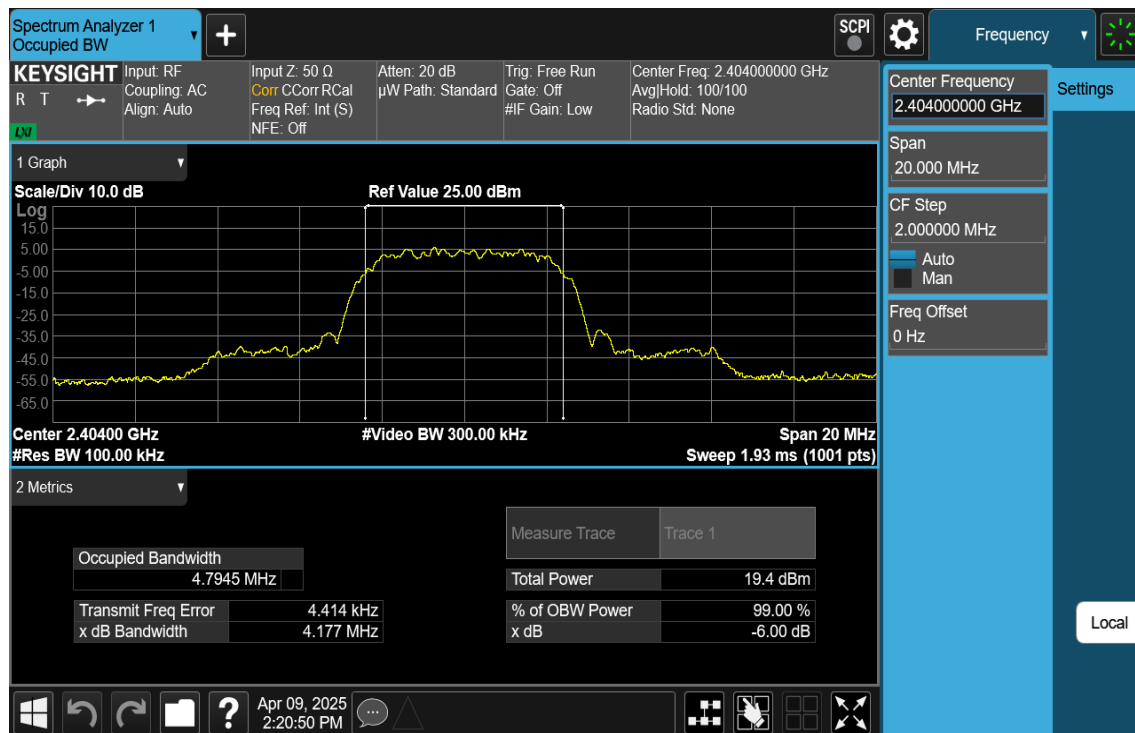 Spectrum Analyzer 1
Occupied BW
+
SCPI
Frequency
KEYSIGHT
R T
LXI
Input: RF
Coupling: AC
Align: Auto
Input Z: 50 Ω
Corr CCorr RCal
Freq Ref: Int (S)
NFE: Off
Atten: 20 dB
µW Path: Standard
Trig: Free Run
Gate: Off
#IF Gain: Low
Center Freq: 2.404000000 GHz
Avg|Hold: 100/100
Radio Std: None
Center Frequency
2.404000000 GHz
Settings
Span
20.000 MHz
CF Step
2.000000 MHz
Auto
Man
Freq Offset
0 Hz
Local
1 Graph
Scale/Div 10.0 dB
Ref Value 25.00 dBm
Log
15.0
5.00
-5.00
-15.0
-25.0
-35.0
-45.0
-55.0
-65.0
Center 2.40400 GHz
#Video BW 300.00 kHz
Span 20 MHz
#Res BW 100.00 kHz
Sweep 1.93 ms (1001 pts)
2 Metrics
Measure Trace
Trace 1
Occupied Bandwidth
4.7945 MHz
Total Power
19.4 dBm
Transmit Freq Error
4.414 kHz
% of OBW Power
99.00 %
x dB Bandwidth
4.177 MHz
x dB
-6.00 dB
?
Apr 09, 2025
2:20:50 PM